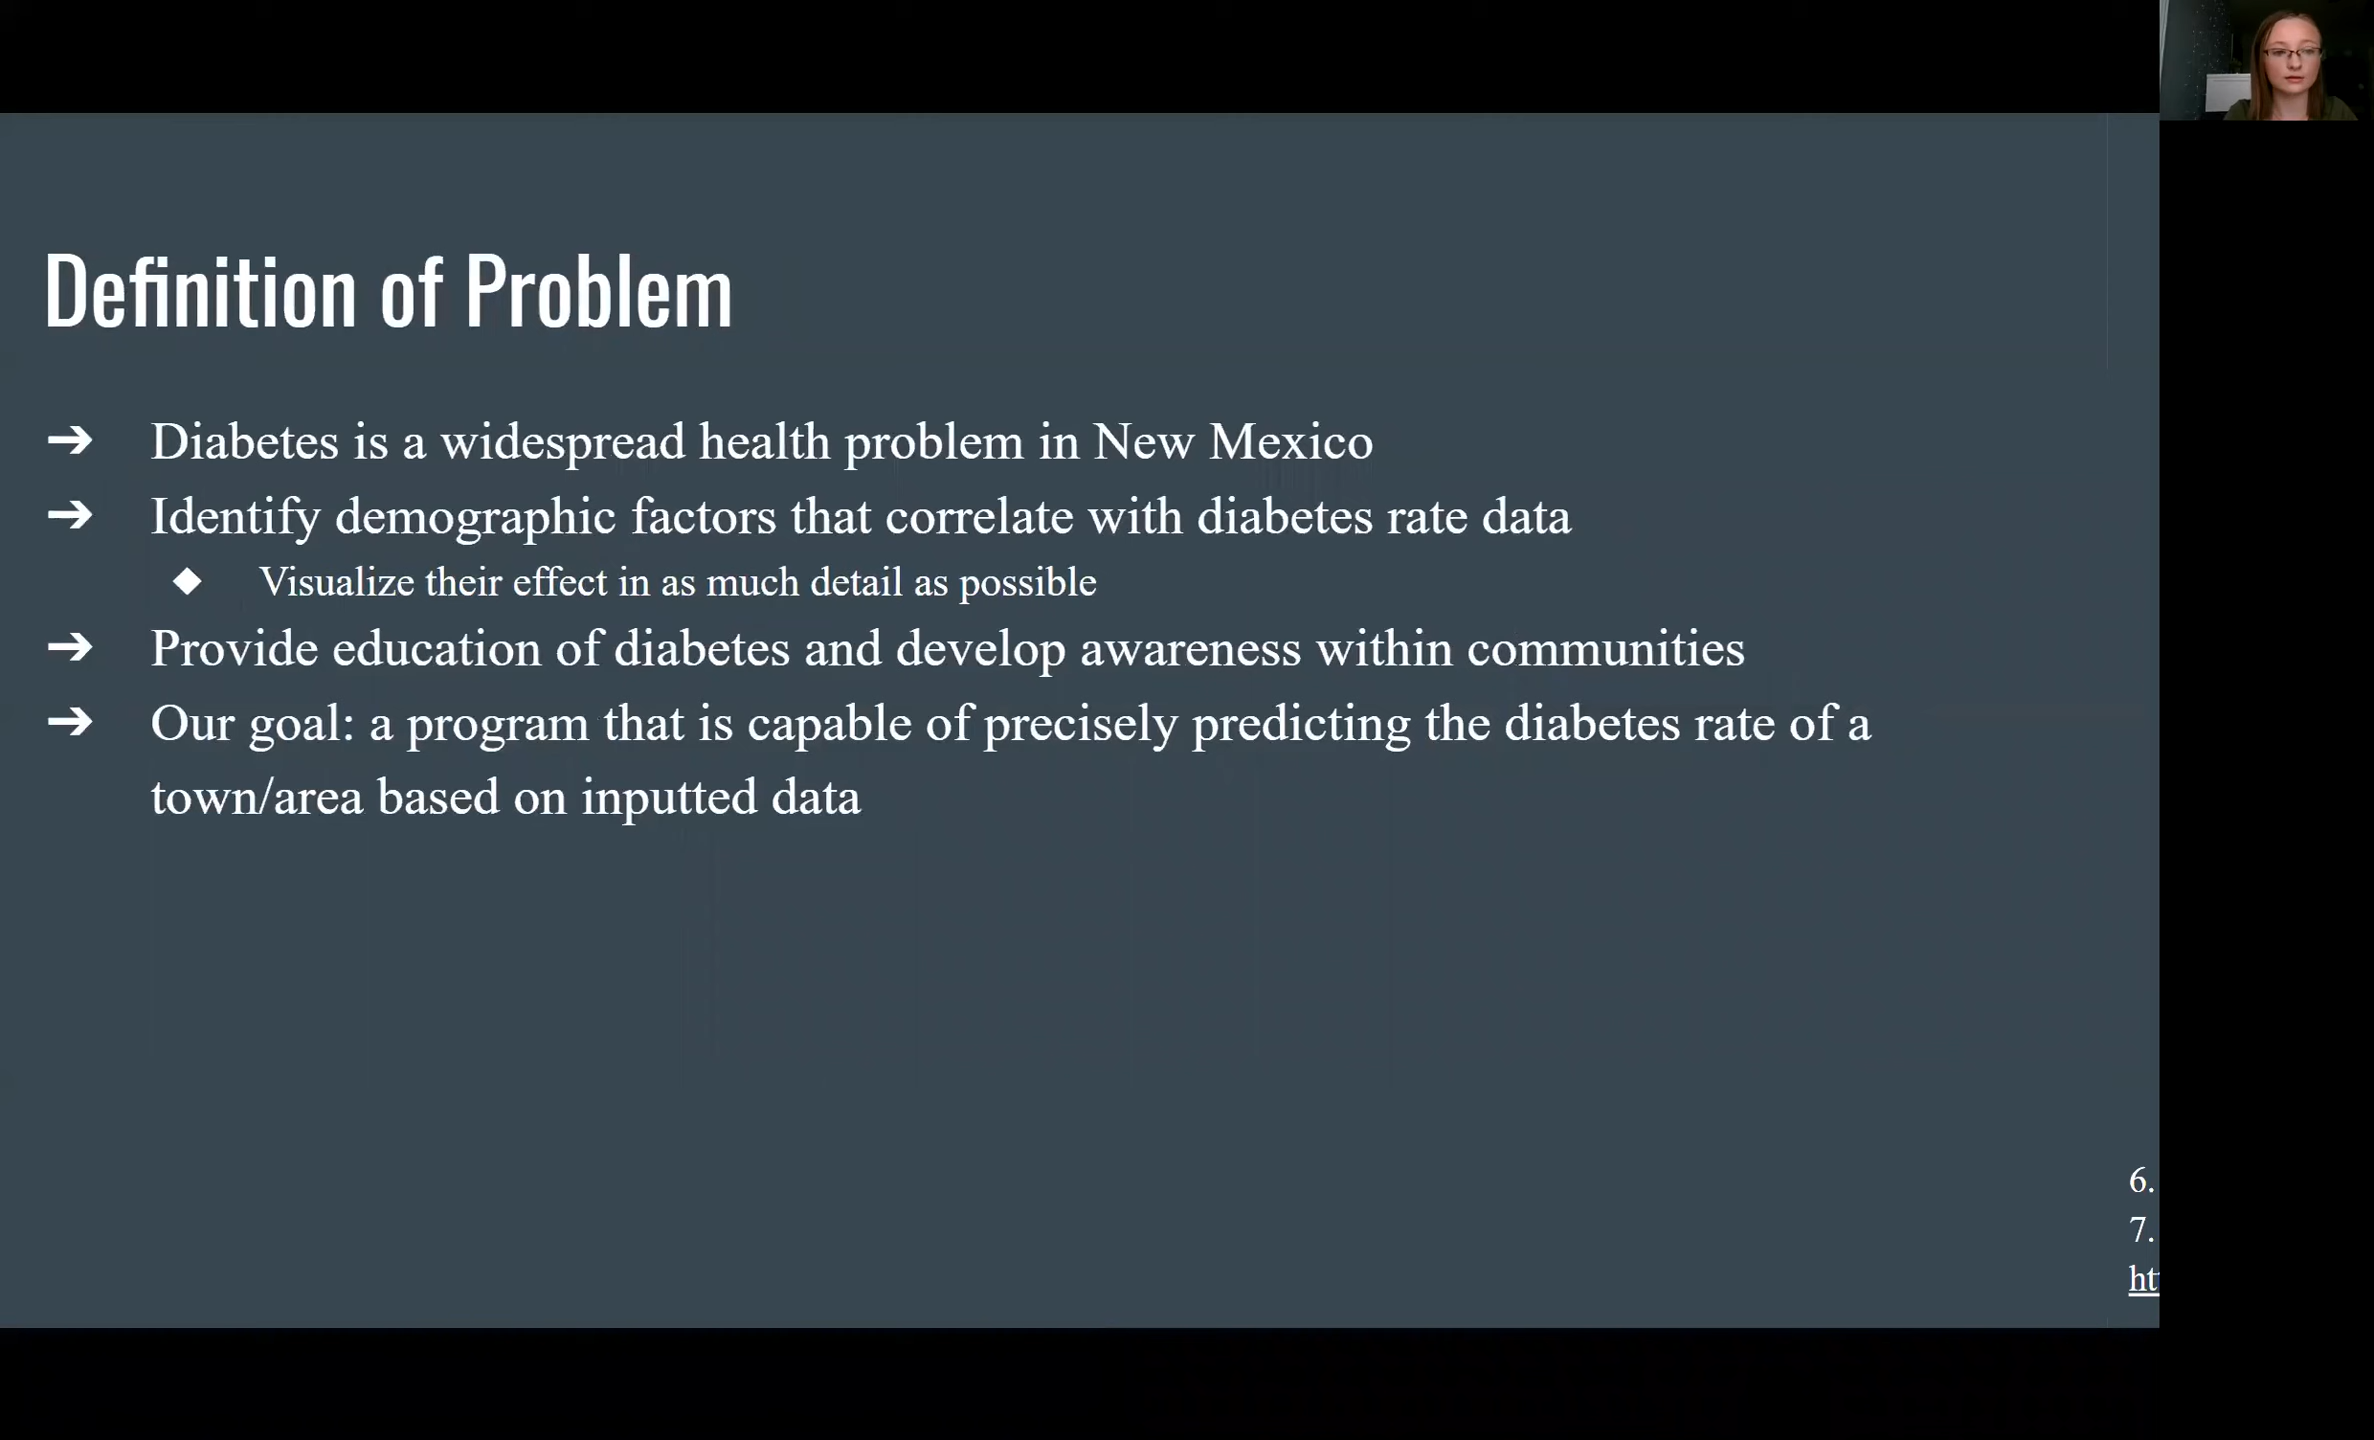 Definition of Problem
➔ Diabetes is a widespread health problem in New Mexico
➔ Identify demographic factors that correlate with diabetes rate data
◆ Visualize their effect in as much detail as possible
➔ Provide education of diabetes and develop awareness within communities
➔ Our goal: a program that is capable of precisely predicting the diabetes rate of a
town/area based on inputted data
6.
7.